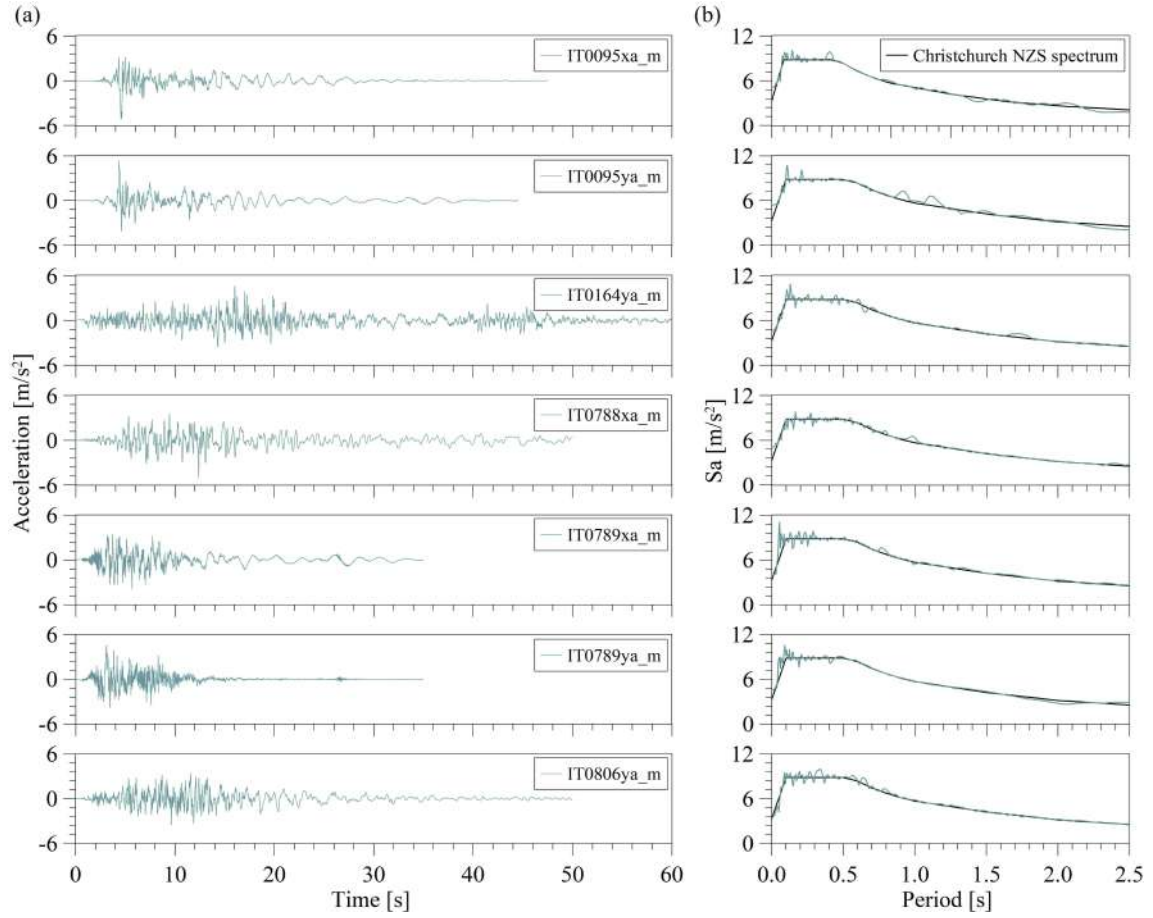 (a) (b)
6
0
-6
IT0095xa_m
12
6
0
Christchurch NZS spectrum
6
0
-6
IT0095ya_m
12
6
0
6
0
-6
IT0164ya_m
12
6
0
6
0
-6
IT0788xa_m
12
6
0
6
0
-6
IT0789xa_m
12
6
0
6
0
-6
IT0789ya_m
12
6
0
6
0
-6
IT0806ya_m
12
6
0
Acceleration [m/s²]
Sa [m/s²]
0 10 20 30 40 50 60
0.0 0.5 1.0 1.5 2.0 2.5
Time [s]
Period [s]